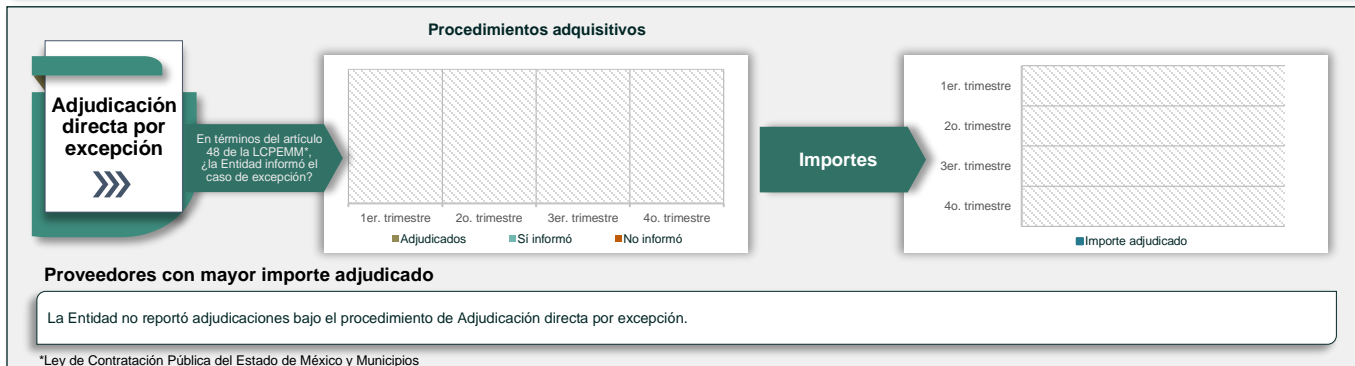 Procedimientos adquisitivos
Adjudicación
directa por
excepción
En términos del artículo
48 de la LCPEMM*,
¿la Entidad informó el
caso de excepción?
1er. trimestre 2o. trimestre 3er. trimestre 4o. trimestre
Adjudicados Sí informó No informó
Importes
1er. trimestre
2o. trimestre
3er. trimestre
4o. trimestre
Importe adjudicado
Proveedores con mayor importe adjudicado
La Entidad no reportó adjudicaciones bajo el procedimiento de Adjudicación directa por excepción.
*Ley de Contratación Pública del Estado de México y Municipios